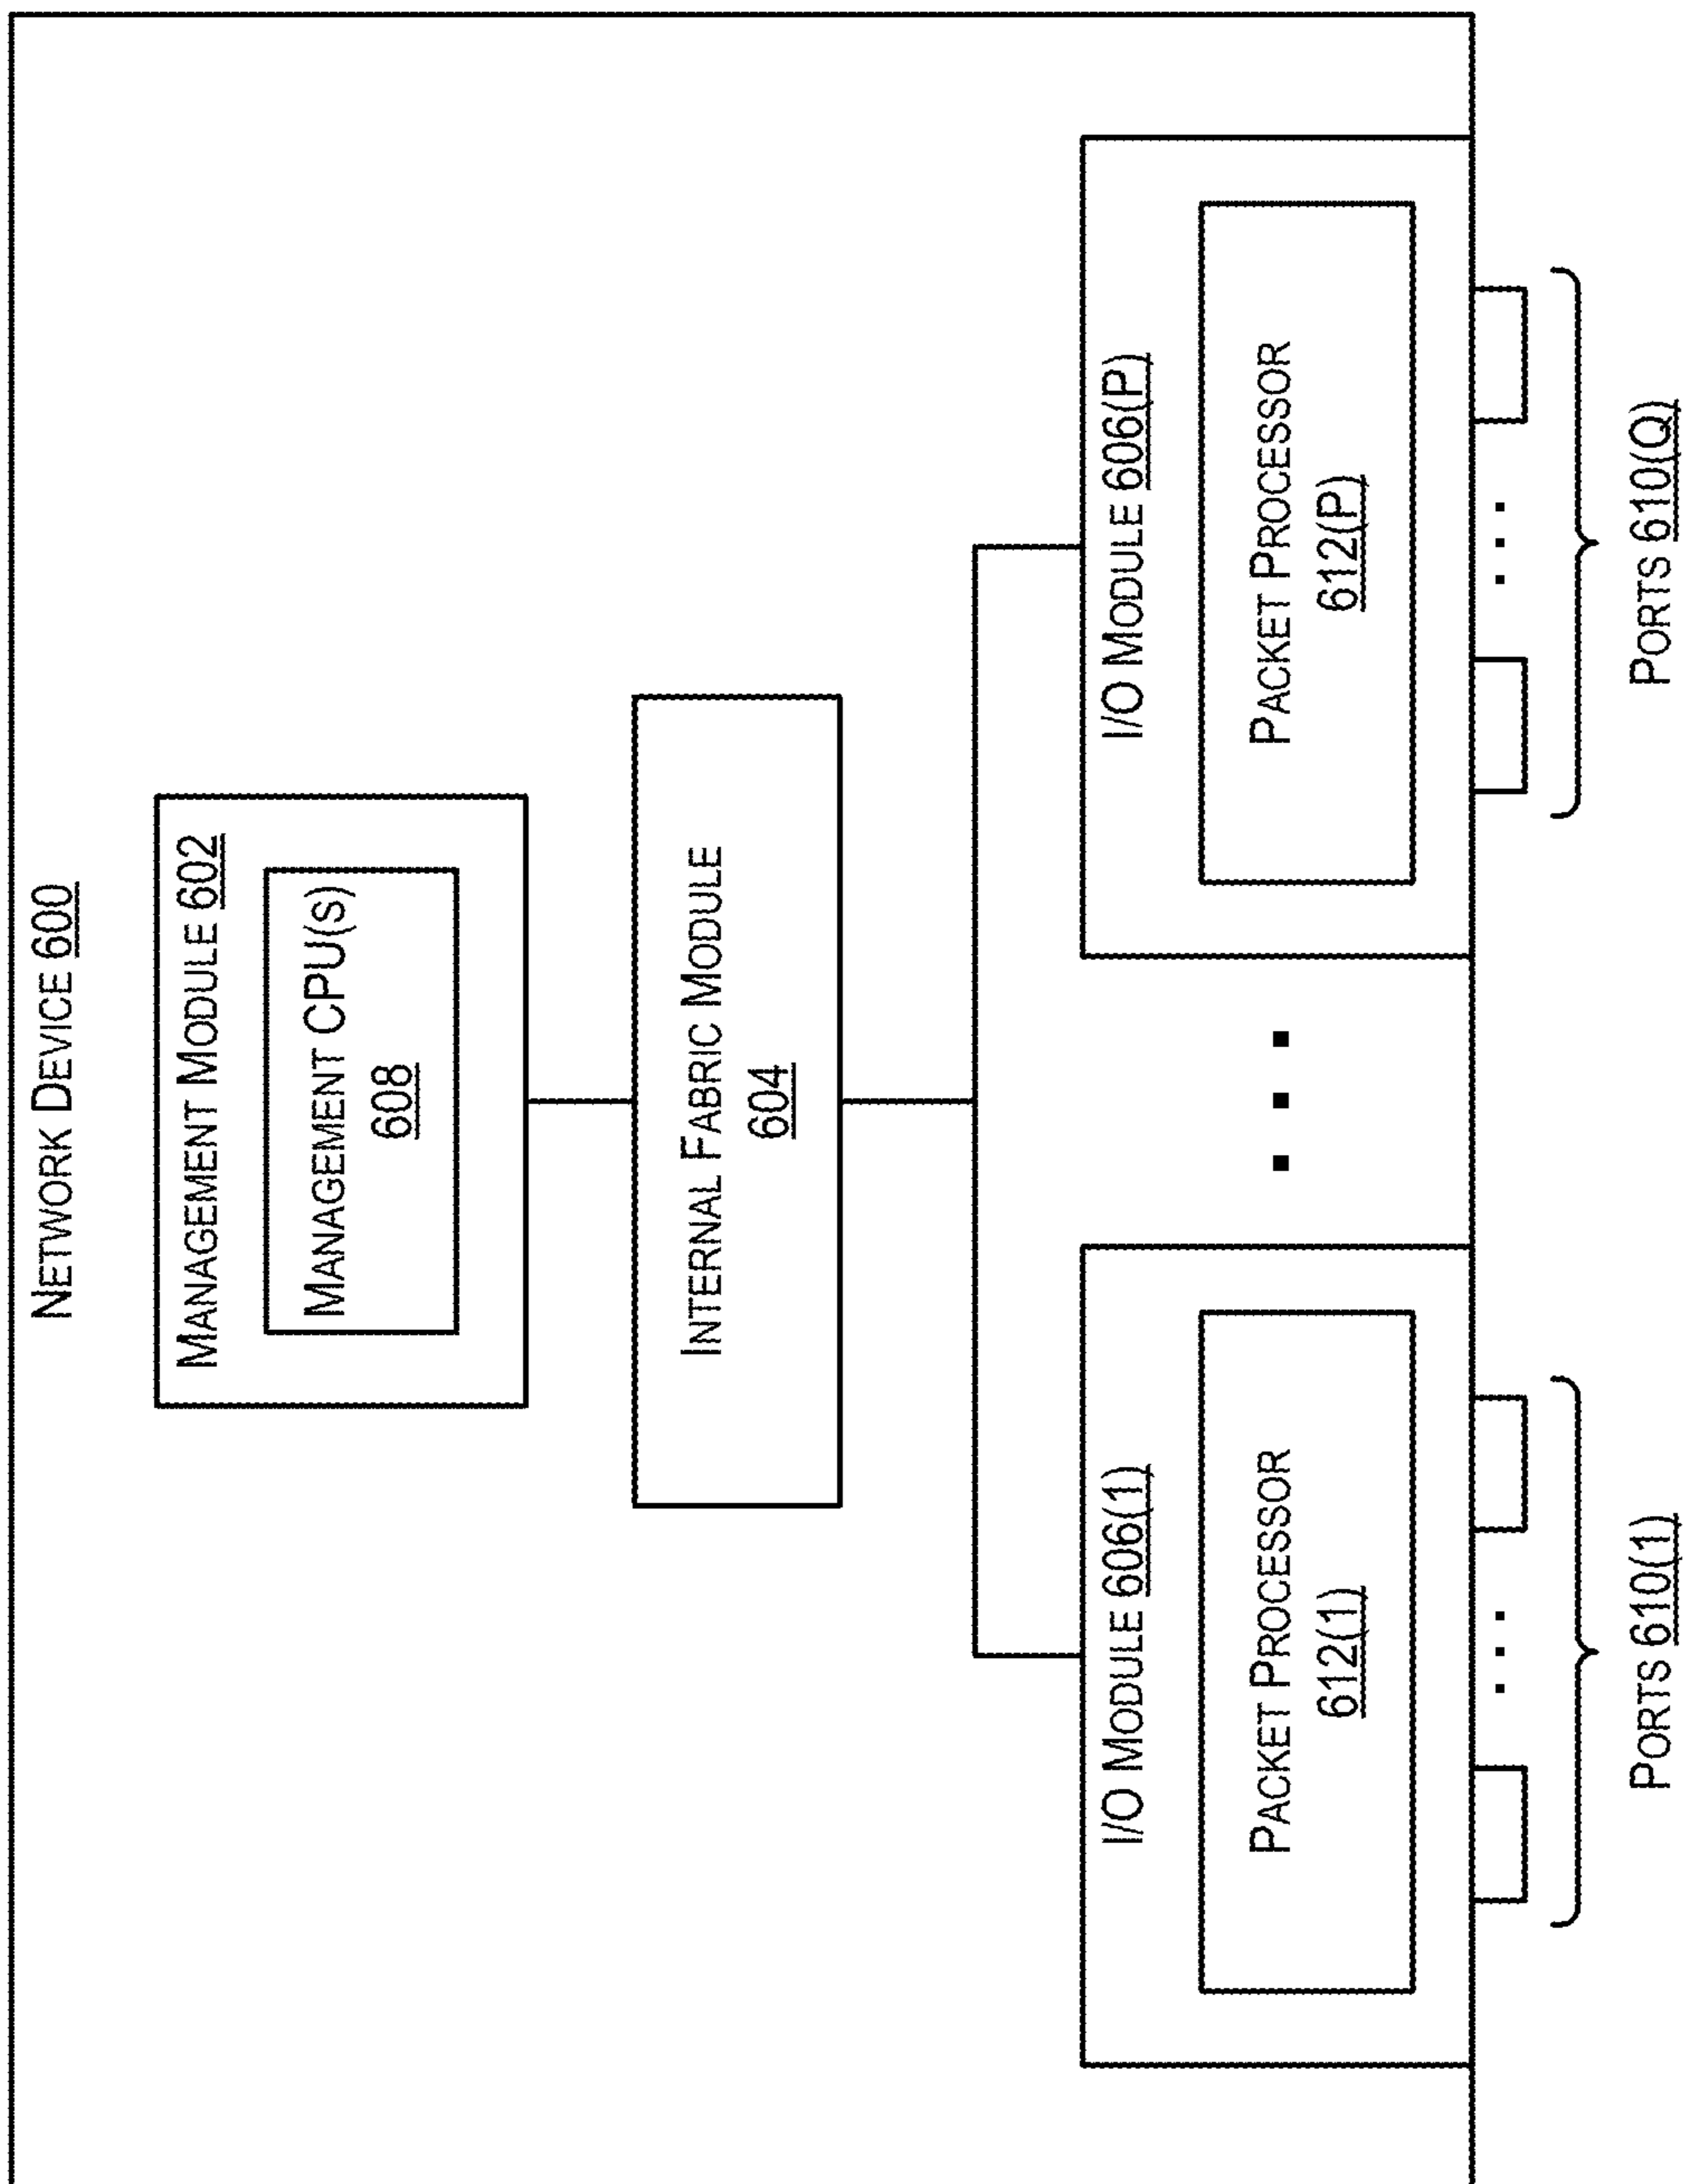 NETWORK DEVICE 600
MANAGEMENT MODULE 602
MANAGEMENT CPU(S)
608
INTERNAL FABRIC MODULE
604
I/O MODULE 606(1)
PACKET PROCESSOR
612(1)
PORTS 610(1)
I/O MODULE 606(P)
PACKET PROCESSOR
612(P)
PORTS 610(Q)